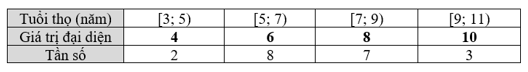 Tuổi thọ (năm) [3; 5) [5; 7) [7; 9) [9; 11)
Giá trị đại diện 4 6 8 10
Tần số 2 8 7 3